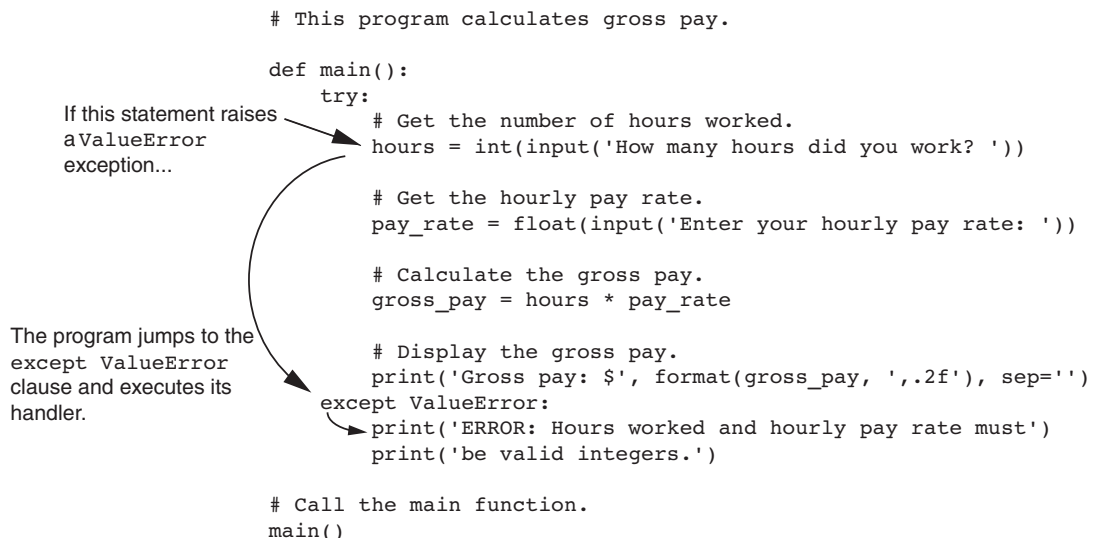 # This program calculates gross pay.
def main():
try:
If this statement raises
a ValueError
exception...
# Get the number of hours worked.
hours = int(input('How many hours did you work? '))
# Get the hourly pay rate.
pay_rate = float(input('Enter your hourly pay rate: '))
# Calculate the gross pay.
gross_pay = hours * pay_rate
# Display the gross pay.
print('Gross pay: $', format(gross_pay, ',.2f'), sep='')
The program jumps to the
except ValueError
clause and executes its
handler.
except ValueError:
print('ERROR: Hours worked and hourly pay rate must')
print('be valid integers.')
# Call the main function.
main()